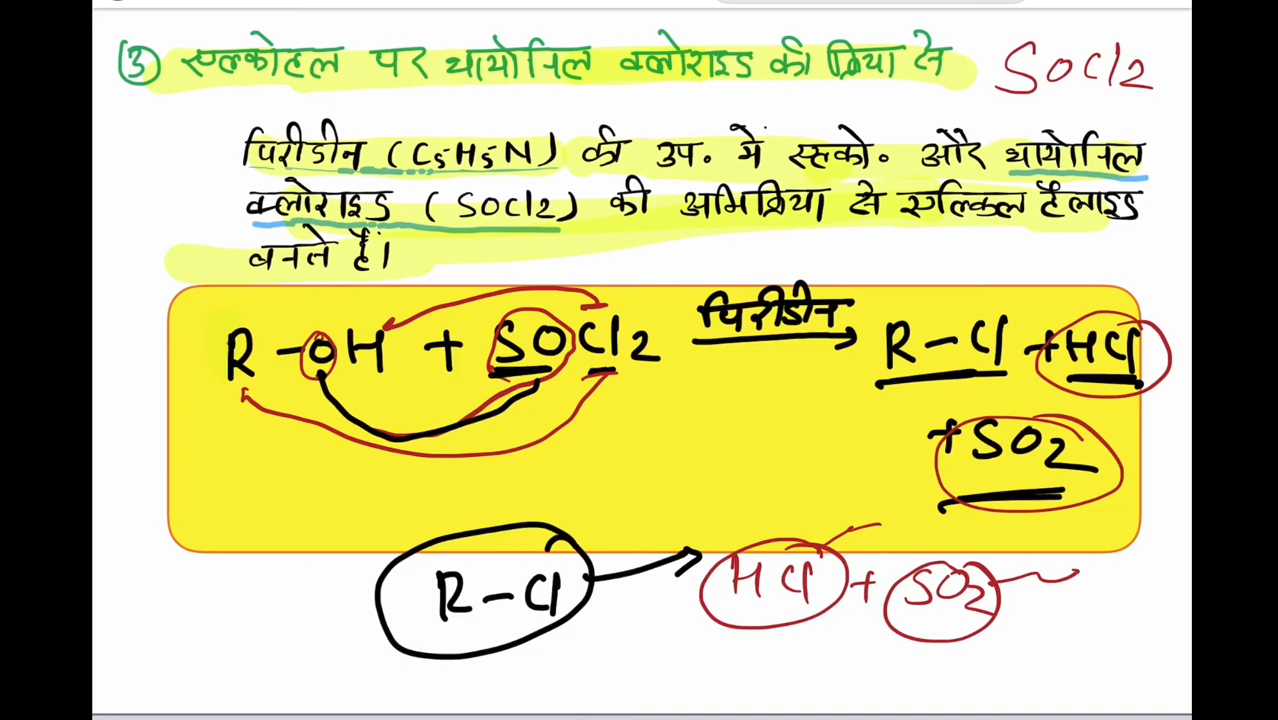 ③ एल्कोहल पर थायोनिल क्लोराइड की क्रिया से SOCl2
पिरीडीन (C5H5N) की उप. में एल्को. और थायोनिल
क्लोराइड (SOCl2) की अभिक्रिया से एल्किल हैलाइड
बनते हैं।
R-OH + SOCl2 पिरीडीन → R-Cl + HCl
+ SO2
R-Cl → HCl + SO2